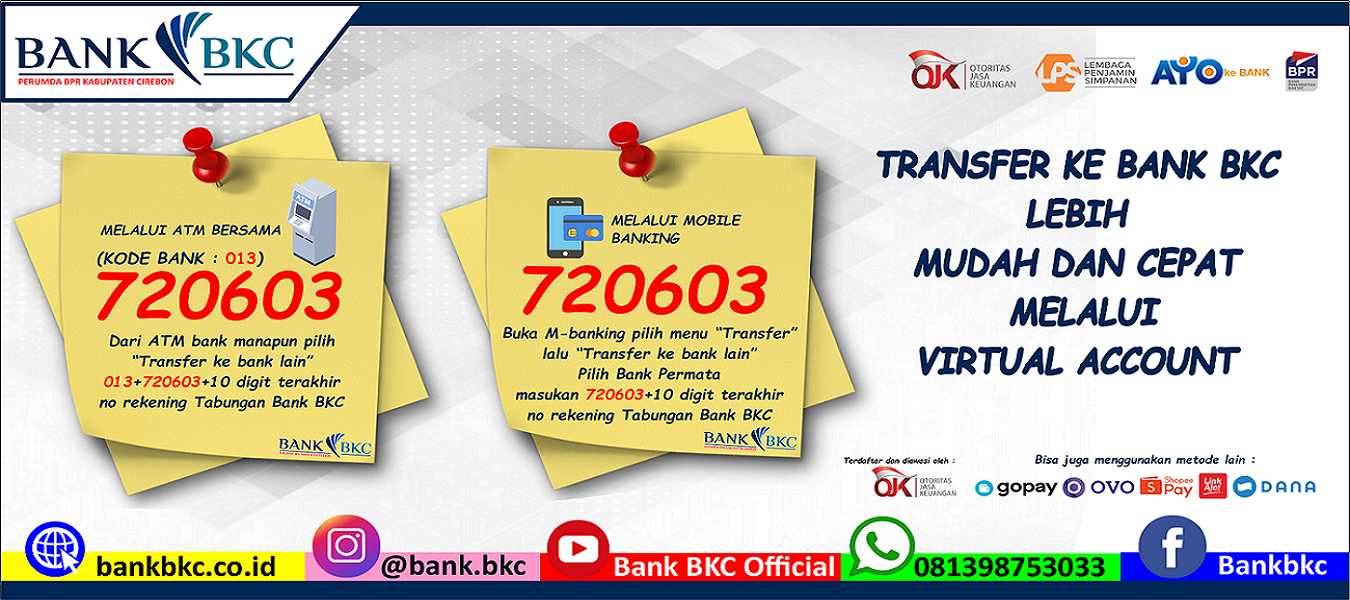 BANK BKC
PERUMDA BPR KABUPATEN CIREBON
OJK OTORITAS JASA KEUANGAN
LPS LEMBAGA PENJAMIN SIMPANAN
AYO ke BANK
BPR
TRANSFER KE BANK BKC
LEBIH
MUDAH DAN CEPAT
MELALUI
VIRTUAL ACCOUNT
ATM
MELALUI ATM BERSAMA
(KODE BANK : 013)
720603
Dari ATM bank manapun pilih
“Transfer ke bank lain”
013+720603+10 digit terakhir
no rekening Tabungan Bank BKC
BANK BKC
MELALUI MOBILE
BANKING
720603
Buka M-banking pilih menu “Transfer”
lalu “Transfer ke bank lain”
Pilih Bank Permata
masukan 720603+10 digit terakhir
no rekening Tabungan Bank BKC
BANK BKC
Terdaftar dan diawasi oleh :
OJK OTORITAS JASA KEUANGAN
Bisa juga menggunakan metode lain :
gopay OVO Shopee Pay LinkAja! DANA
bankbkc.co.id
@bank.bkc
Bank BKC Official
081398753033
Bankbkc